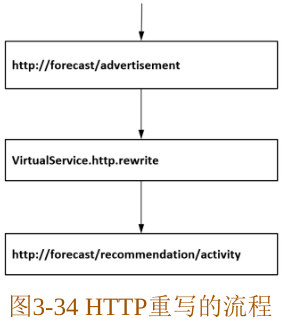 http://forecast/advertisement
VirtualService.http.rewrite
http://forecast/recommendation/activity
图3-34 HTTP重写的流程